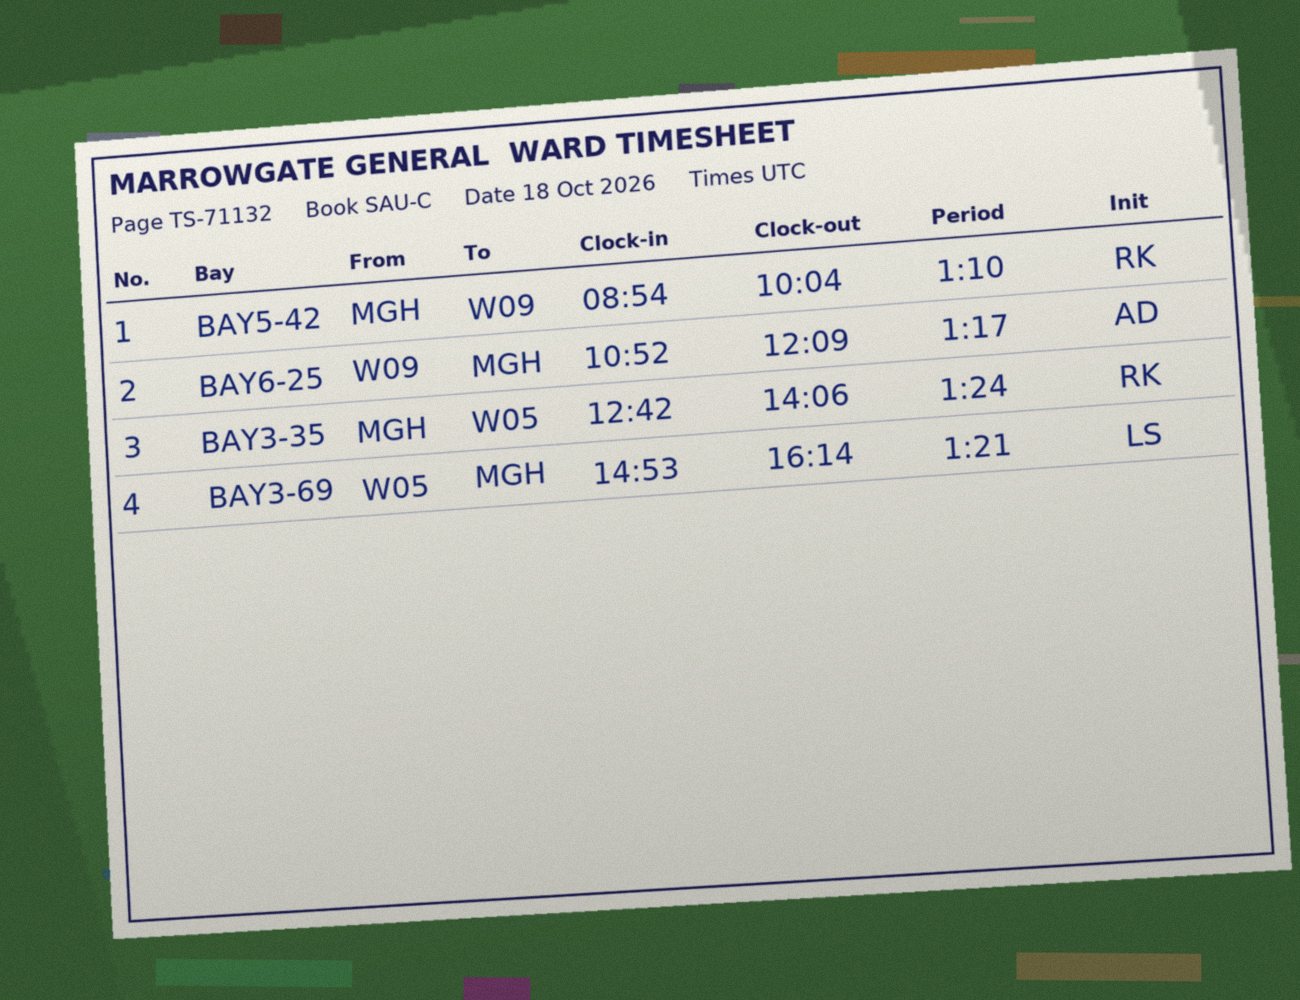 MARROWGATE GENERAL WARD TIMESHEET
Page TS-71132 Book SAU-C Date 18 Oct 2026 Times UTC
No. Bay From To Clock-in Clock-out Period Init
1 BAY5-42 MGH W09 08:54 10:04 1:10 RK
2 BAY6-25 W09 MGH 10:52 12:09 1:17 AD
3 BAY3-35 MGH W05 12:42 14:06 1:24 RK
4 BAY3-69 W05 MGH 14:53 16:14 1:21 LS